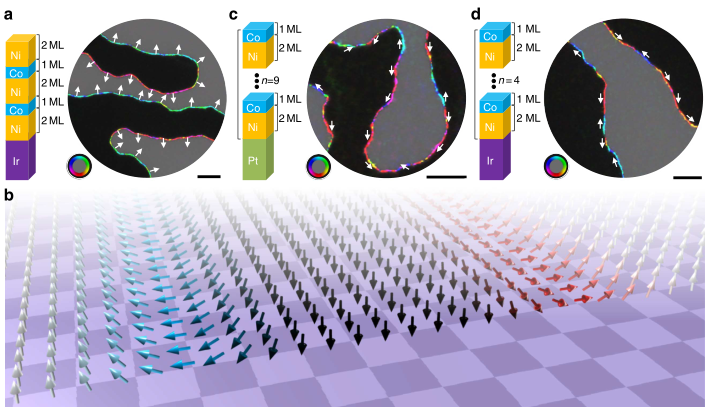 a
Ni
Co
Ni
Co
Ni
Ir
2 ML
1 ML
2 ML
1 ML
2 ML
c
Co
Ni
1 ML
2 ML
n=9
Co
Ni
Pt
1 ML
2 ML
d
Co
Ni
1 ML
2 ML
n = 4
Co
Ni
Ir
1 ML
2 ML
b